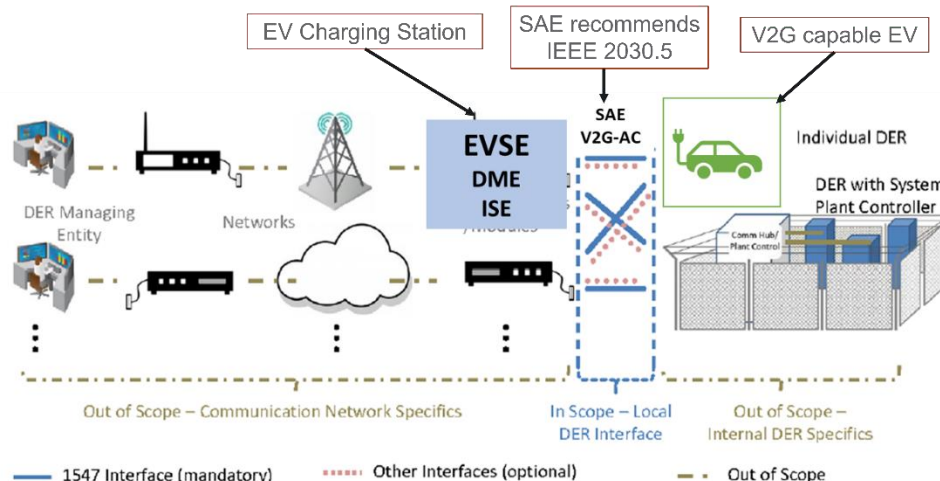 EV Charging Station
SAE recommends
IEEE 2030.5
V2G capable EV
SAE
V2G-AC
EVSE
DME
ISE
Individual DER
DER with System
Plant Controller
DER Managing
Entity
Networks
/Modules
Comm Hub/
Plant Control
Out of Scope – Communication Network Specifics
In Scope – Local
DER Interface
Out of Scope –
Internal DER Specifics
1547 Interface (mandatory)
Other Interfaces (optional)
Out of Scope